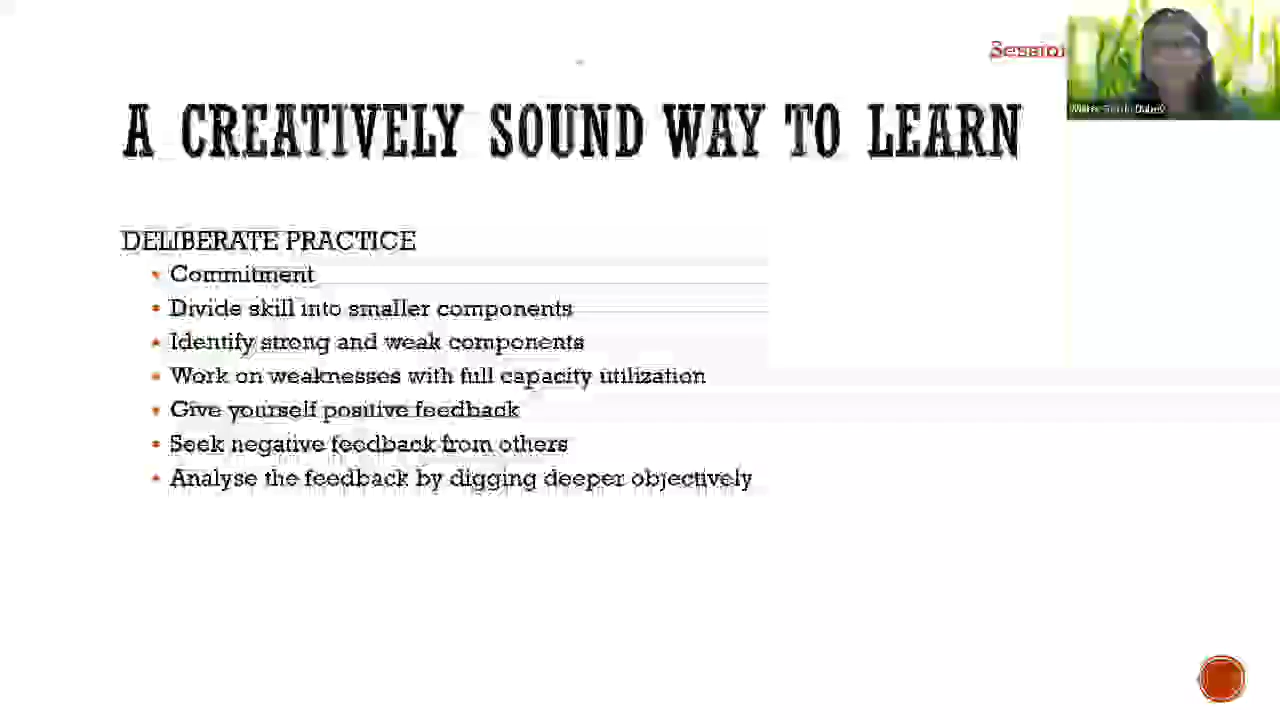 Session
A CREATIVELY SOUND WAY TO LEARN
DELIBERATE PRACTICE
Commitment
Divide skill into smaller components
Identify strong and weak components
Work on weaknesses with full capacity utilization
Give yourself positive feedback
Seek negative feedback from others
Analyse the feedback by digging deeper objectively